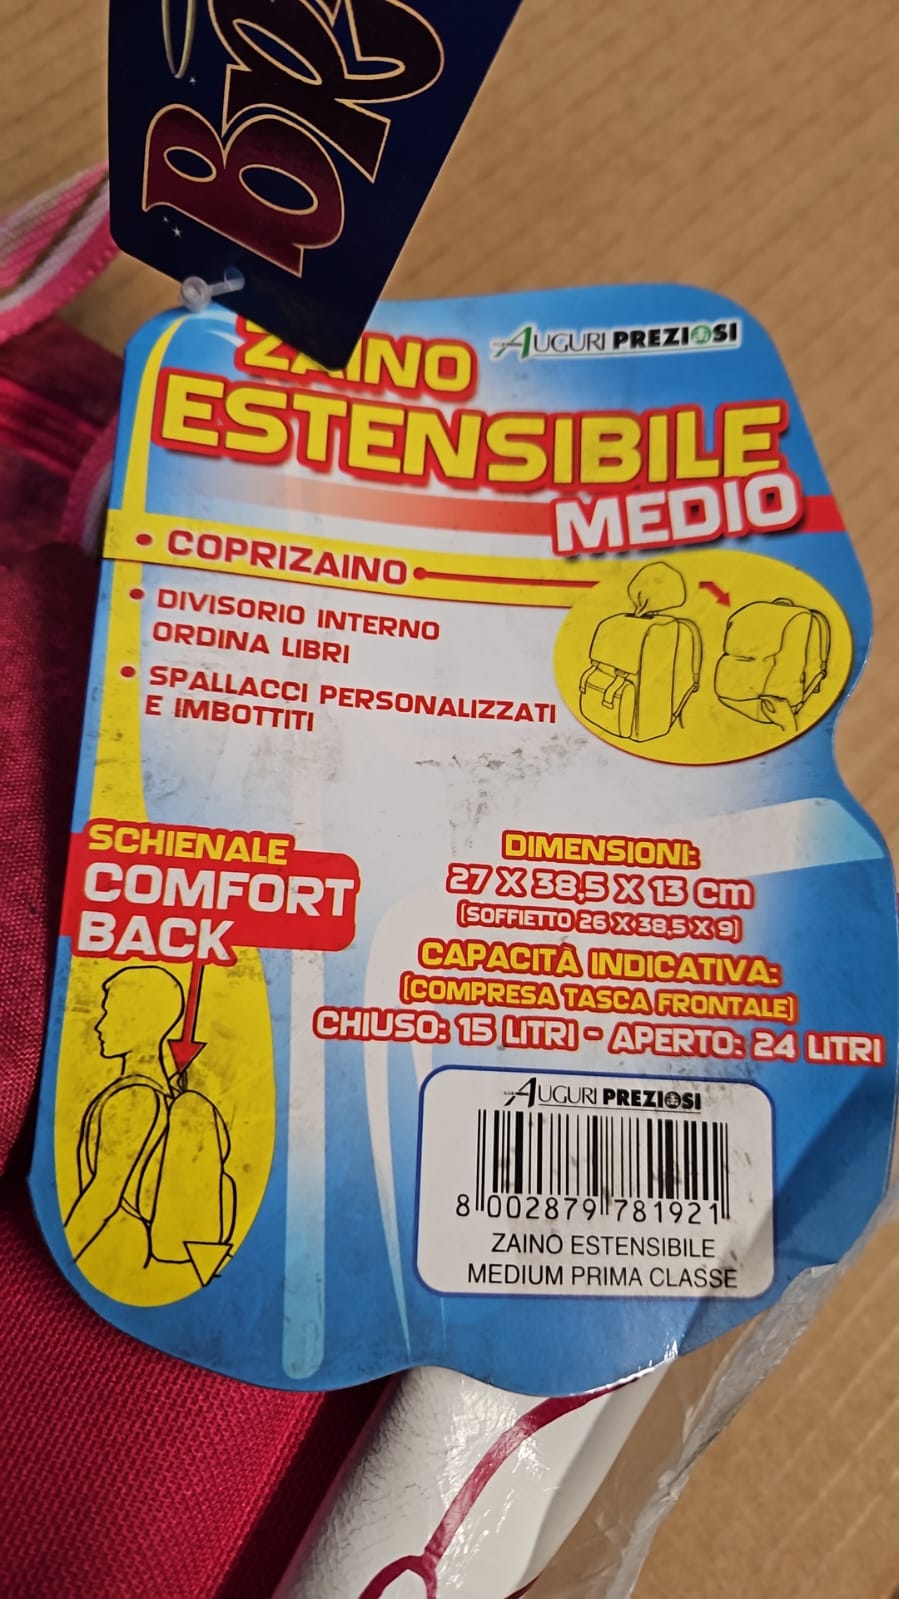 ZAINO
AUGURI PREZIOSI
ESTENSIBILE
MEDIO
• COPRIZAINO
• DIVISORIO INTERNO
ORDINA LIBRI
• SPALLACCI PERSONALIZZATI
E IMBOTTITI
SCHIENALE
COMFORT
BACK
DIMENSIONI:
27 X 38,5 X 13 Cm
(SOFFIETTO 26 X 38,5 X 9)
CAPACITÀ INDICATIVA:
(COMPRESA TASCA FRONTALE)
CHIUSO: 15 LITRI - APERTO: 24 LITRI
AUGURI PREZIOSI
8 002879 781921
ZAINO ESTENSIBILE
MEDIUM PRIMA CLASSE